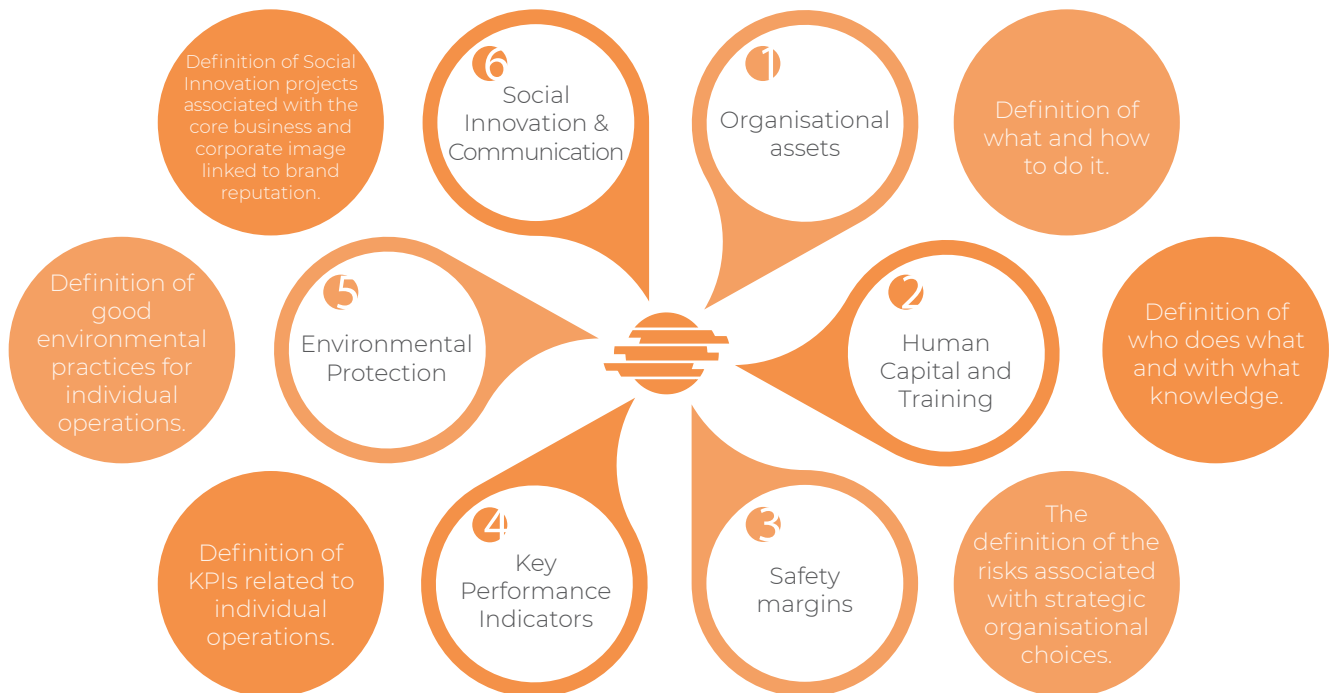 1
Organisational
assets
Definition of
what and how
to do it.
2
Human
Capital and
Training
Definition of
who does what
and with what
knowledge.
3
Safety
margins
The
definition of the
risks associated
with strategic
organisational
choices.
4
Key
Performance
Indicators
Definition of
KPIs related to
individual
operations.
5
Environmental
Protection
Definition of
good
environmental
practices for
individual
operations.
6
Social
Innovation &
Communication
Definition of Social
Innovation projects
associated with the
core business and
corporate image
linked to brand
reputation.